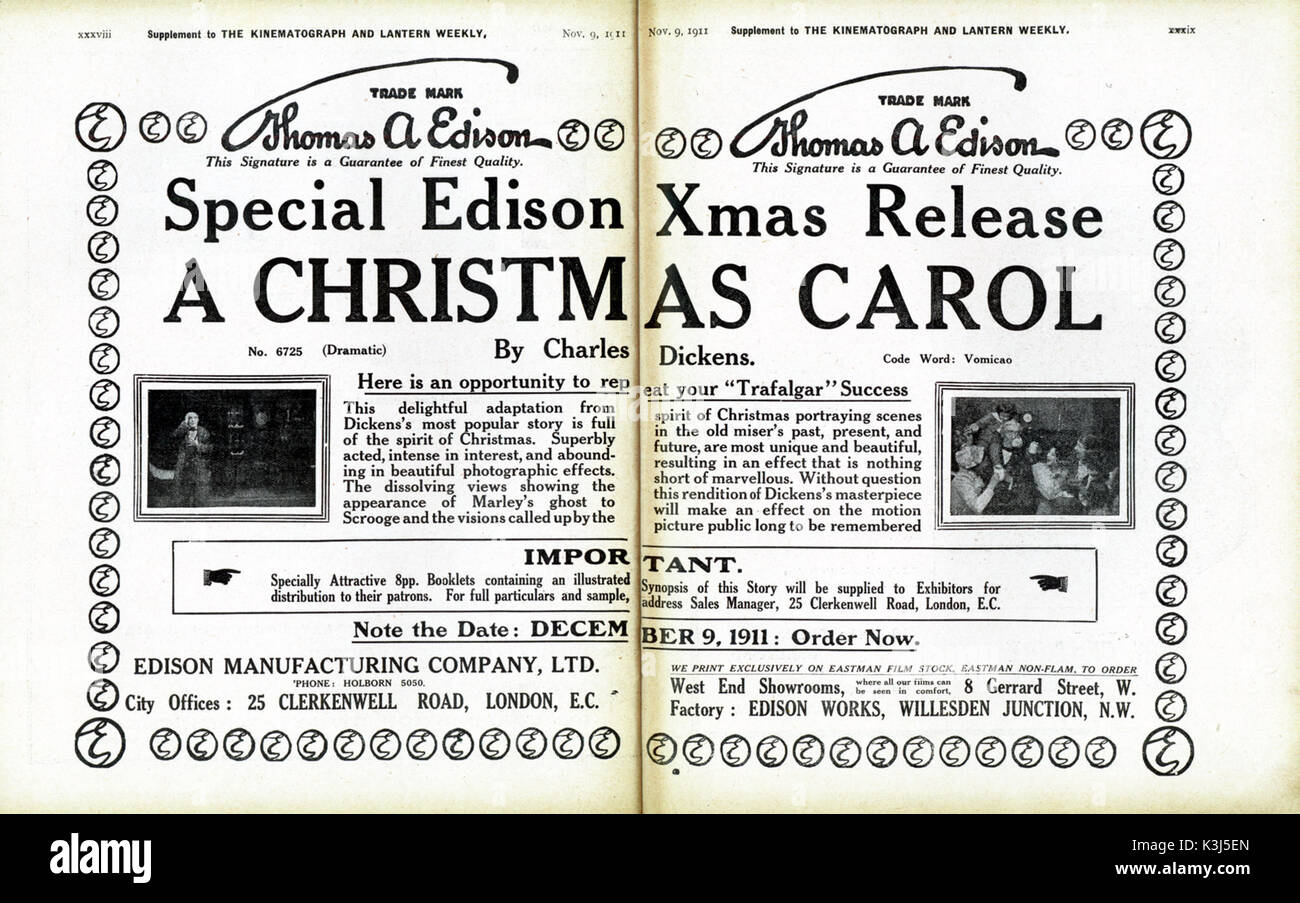 xxxviii Supplement to THE KINEMATOGRAPH AND LANTERN WEEKLY. Nov. 9, 1911
Nov. 9, 1911 Supplement to THE KINEMATOGRAPH AND LANTERN WEEKLY. xxxix
TRADE MARK
Thomas A Edison
This Signature is a Guarantee of Finest Quality.
TRADE MARK
Thomas A Edison
This Signature is a Guarantee of Finest Quality.
Special Edison Xmas Release
A CHRISTMAS CAROL
No. 6725 (Dramatic) By Charles Dickens. Code Word: Vomicao
Here is an opportunity to repeat your "Trafalgar" Success
This delightful adaptation from
Dickens's most popular story is full
of the spirit of Christmas. Superbly
acted, intense in interest, and abound-
ing in beautiful photographic effects.
The dissolving views showing the
appearance of Marley's ghost to
Scrooge and the visions called up by the
spirit of Christmas portraying scenes
in the old miser's past, present, and
future, are most unique and beautiful,
resulting in an effect that is nothing
short of marvellous. Without question
this rendition of Dickens's masterpiece
will make an effect on the motion
picture public long to be remembered
IMPORTANT.
Specially Attractive 8pp. Booklets containing an illustrated Synopsis of this Story will be supplied to Exhibitors for
distribution to their patrons. For full particulars and sample, address Sales Manager, 25 Clerkenwell Road, London, E.C.
Note the Date: DECEMBER 9, 1911: Order Now.
EDISON MANUFACTURING COMPANY, LTD.
'PHONE: HOLBORN 5050.
City Offices: 25 CLERKENWELL ROAD, LONDON, E.C.
WE PRINT EXCLUSIVELY ON EASTMAN FILM STOCK, EASTMAN NON-FLAM, TO ORDER
West End Showrooms, where all our films can be seen in comfort, 8 Gerrard Street, W.
Factory: EDISON WORKS, WILLESDEN JUNCTION, N.W.
alamy
alamy stock photo
Image ID: K3J5EN
www.alamy.com